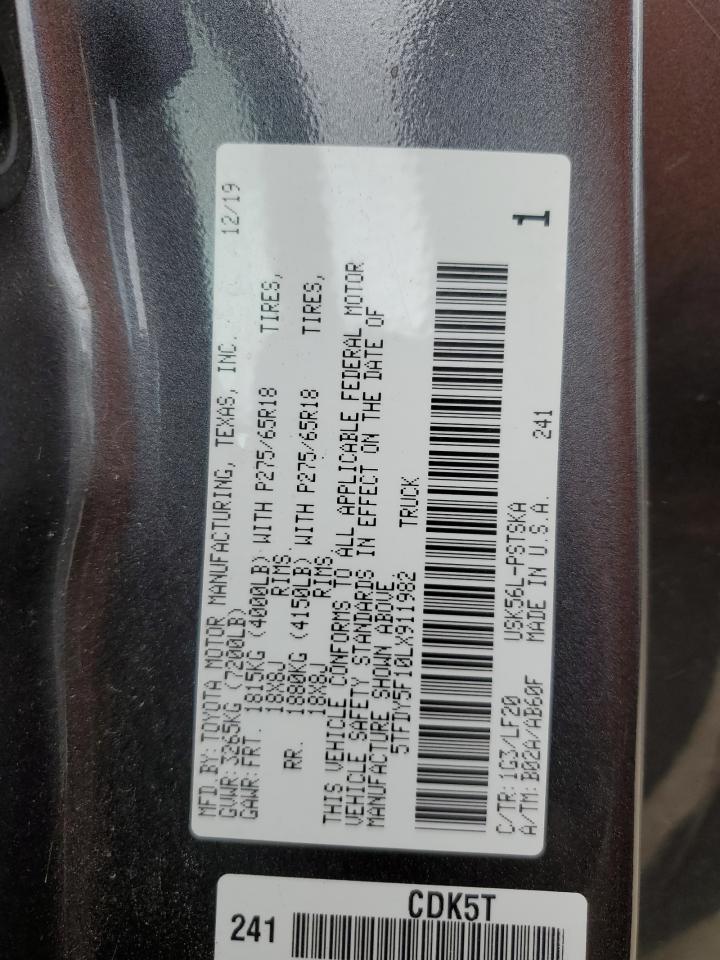 MFD.BY:TOYOTA MOTOR MANUFACTURING, TEXAS, INC. 12/19
GVWR:3265KG (7200LB)
GAWR:FRT. 1815KG (4000LB) WITH P275/65R18 TIRES,
18X8J RIMS,
RR. 1880KG (4150LB) WITH P275/65R18 TIRES,
18X8J RIMS,
THIS VEHICLE CONFORMS TO ALL APPLICABLE FEDERAL MOTOR
VEHICLE SAFETY STANDARDS IN EFFECT ON THE DATE OF
MANUFACTURE SHOWN ABOVE.
5TFDY5F10LX911982 TRUCK
C/TR:1G3/LF20 USK56L-PSTSKA 241
A/TM:B02A/AB60F MADE IN U.S.A.
1
CDK5T
241